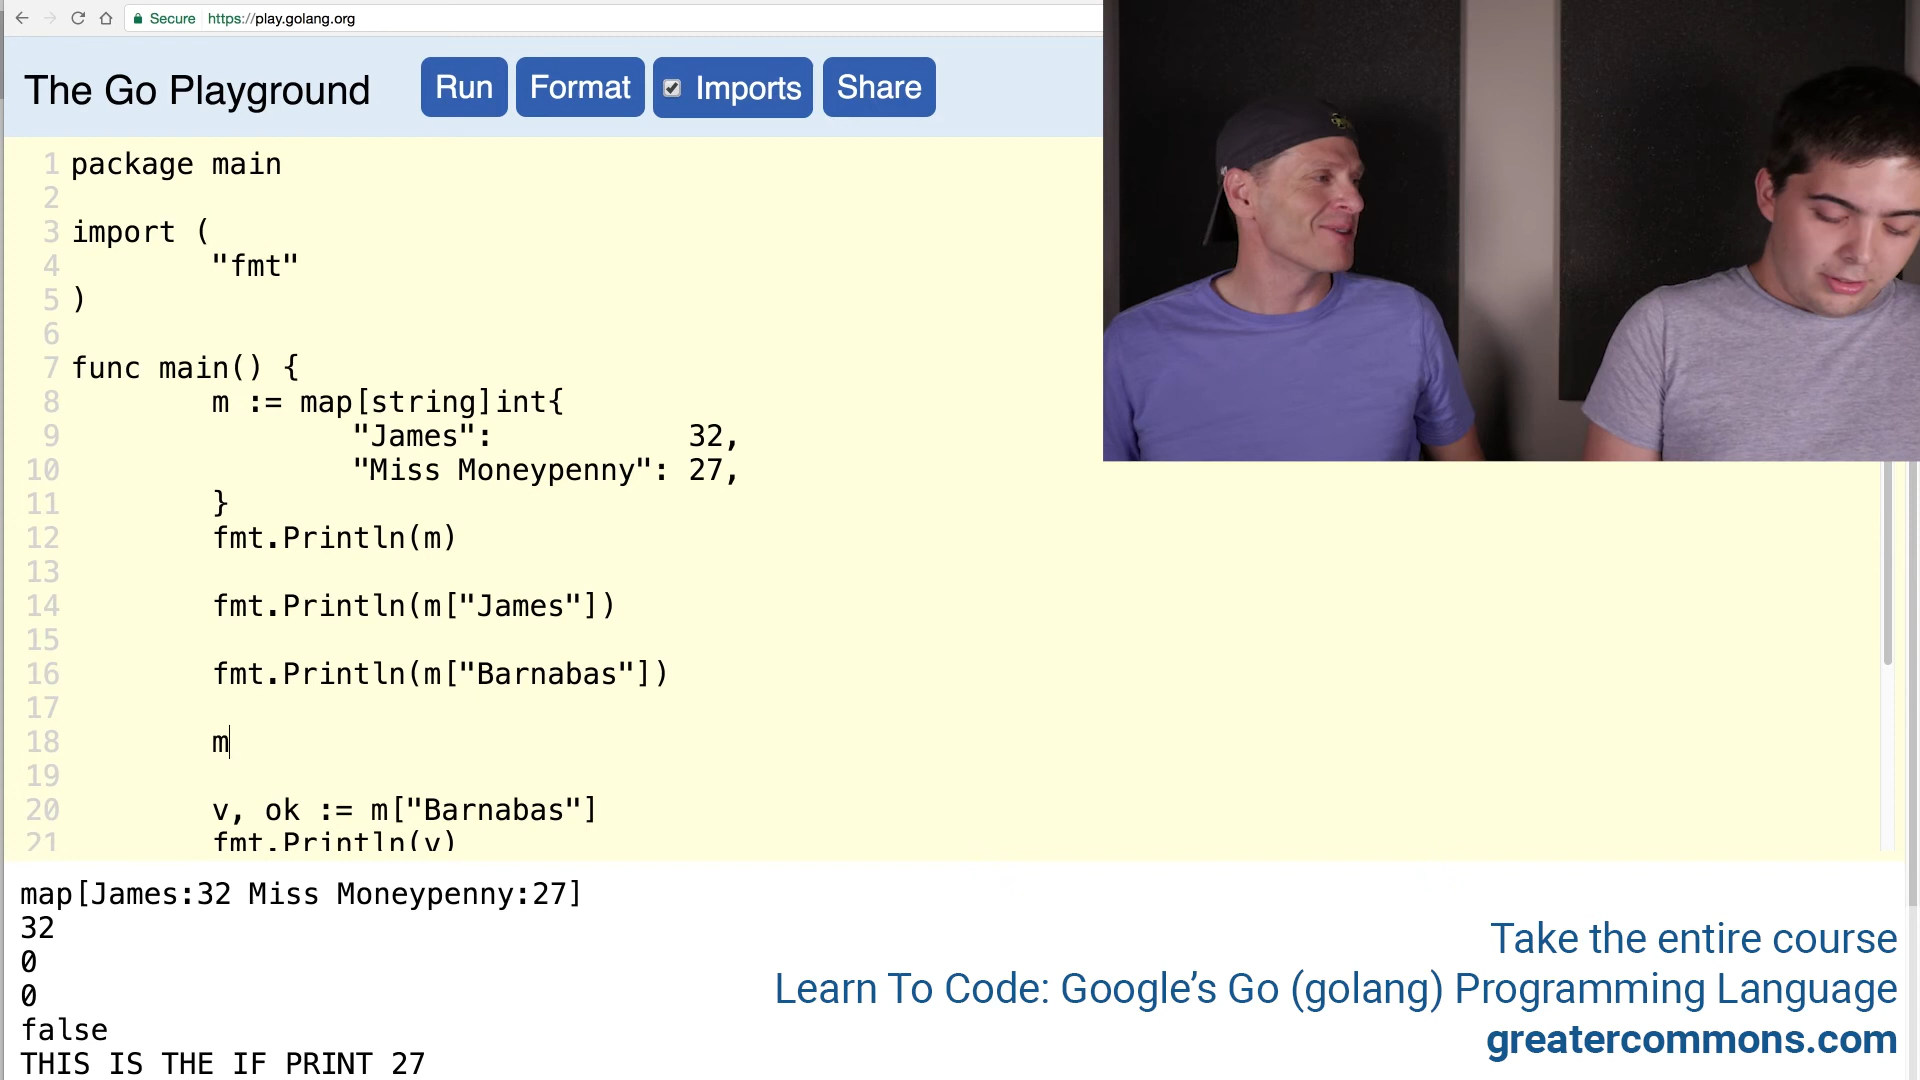 Secure https://play.golang.org
The Go Playground Run Format Imports Share
1 package main
2
3 import (
4 "fmt"
5 )
6
7 func main() {
8 m := map[string]int{
9 "James": 32,
10 "Miss Moneypenny": 27,
11 }
12 fmt.Println(m)
13
14 fmt.Println(m["James"])
15
16 fmt.Println(m["Barnabas"])
17
18 m
19
20 v, ok := m["Barnabas"]
21 fmt.Println(v)
map[James:32 Miss Moneypenny:27]
32
0
0
false
THIS IS THE IF PRINT 27
Take the entire course
Learn To Code: Google’s Go (golang) Programming Language
greatercommons.com